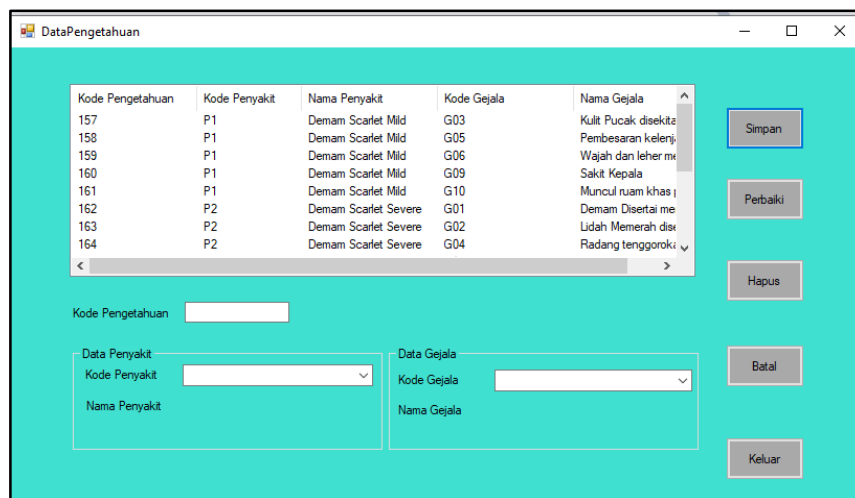 DataPengetahuan
Kode Pengetahuan Kode Penyakit Nama Penyakit Kode Gejala Nama Gejala
157 P1 Demam Scarlet Mild G03 Kulit Pucak disekita
158 P1 Demam Scarlet Mild G05 Pembesaran kelenj
159 P1 Demam Scarlet Mild G06 Wajah dan leher me
160 P1 Demam Scarlet Mild G09 Sakit Kepala
161 P1 Demam Scarlet Mild G10 Muncul ruam khas
162 P2 Demam Scarlet Severe G01 Demam Disertai me
163 P2 Demam Scarlet Severe G02 Lidah Memerah dise
164 P2 Demam Scarlet Severe G04 Radang tenggoroka
Simpan
Perbaiki
Hapus
Batal
Keluar
Kode Pengetahuan
Data Penyakit
Kode Penyakit
Nama Penyakit
Data Gejala
Kode Gejala
Nama Gejala